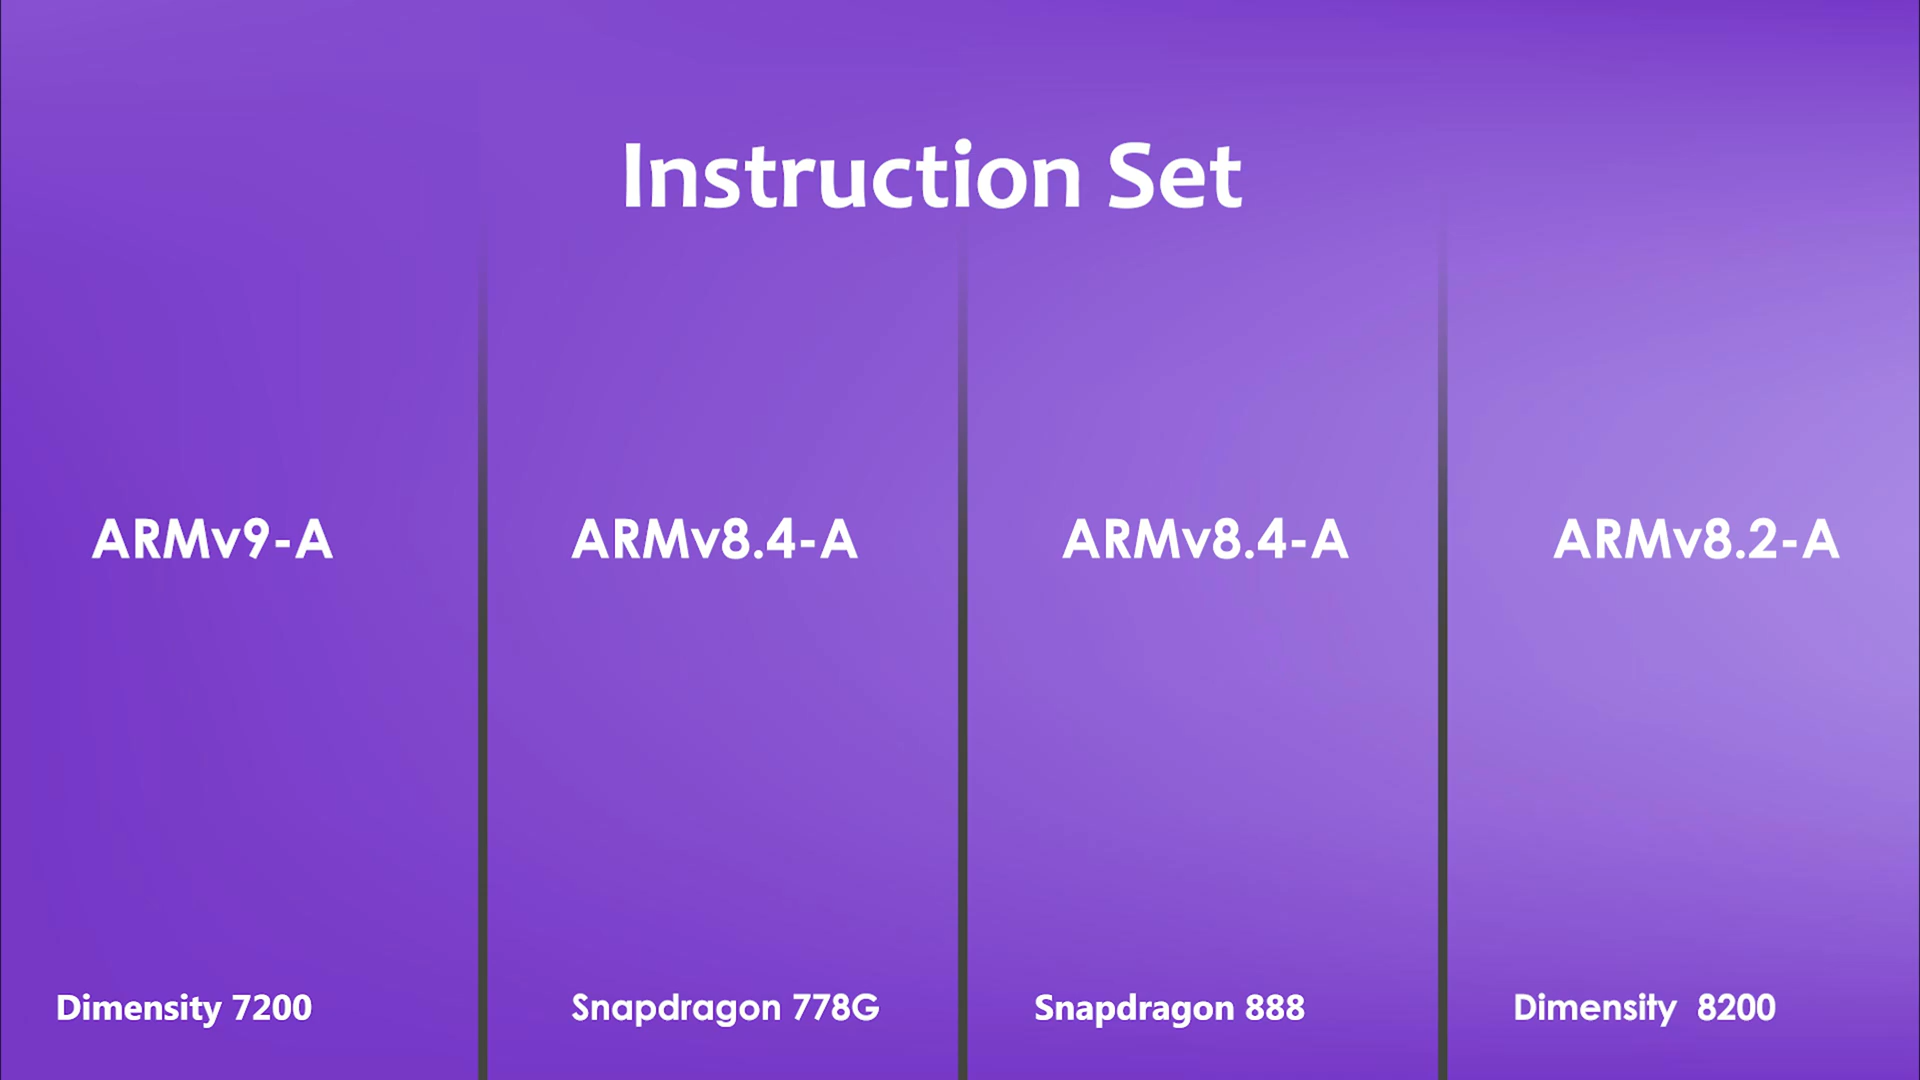 Instruction Set
ARMv9-A
ARMv8.4-A
ARMv8.4-A
ARMv8.2-A
Dimensity 7200
Snapdragon 778G
Snapdragon 888
Dimensity 8200